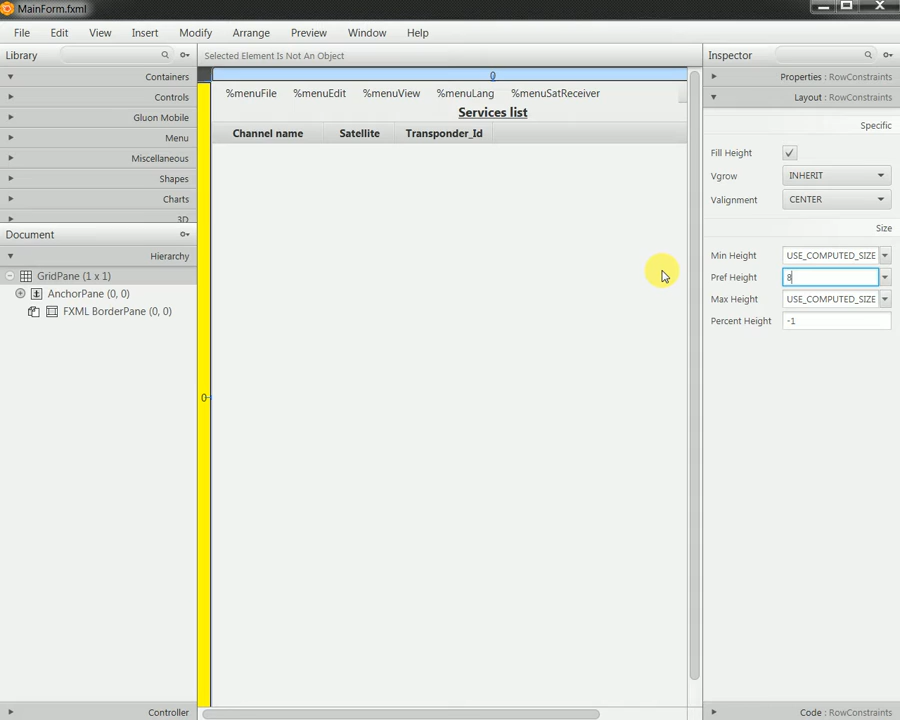 MainForm.fxml
File Edit View Insert Modify Arrange Preview Window Help
Library
Selected Element Is Not An Object
Inspector
Containers
Controls
Gluon Mobile
Menu
Miscellaneous
Shapes
Charts
3D
Document
Hierarchy
GridPane (1 x 1)
AnchorPane (0, 0)
FXML BorderPane (0, 0)
Controller
0
%menuFile %menuEdit %menuView %menuLang %menuSatReceiver
Services list
Channel name Satellite Transponder_Id
0
Properties : RowConstraints
Layout : RowConstraints
Specific
Fill Height
Vgrow INHERIT
Valignment CENTER
Size
Min Height USE_COMPUTED_SIZE
Pref Height 8
Max Height USE_COMPUTED_SIZE
Percent Height -1
Code : RowConstraints